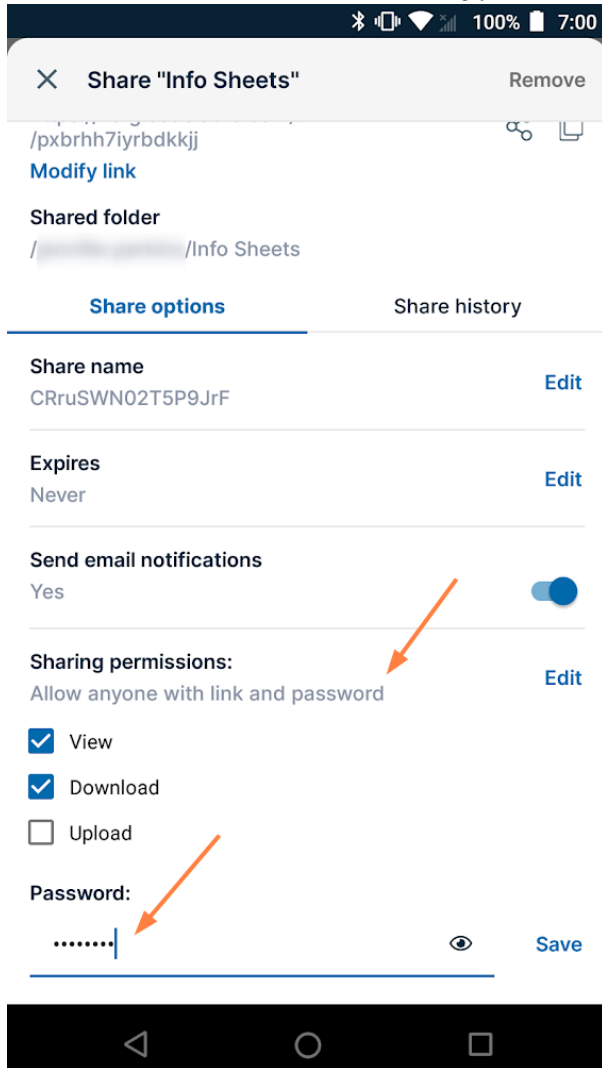 100% 7:00
Share "Info Sheets" Remove
/pxbrhh7iyrbdkkjj
Modify link
Shared folder
/ /Info Sheets
Share options Share history
Share name
CRruSWN02T5P9JrF Edit
Expires
Never Edit
Send email notifications
Yes
Sharing permissions:
Allow anyone with link and password Edit
View
Download
Upload
Password:
•••••••• Save